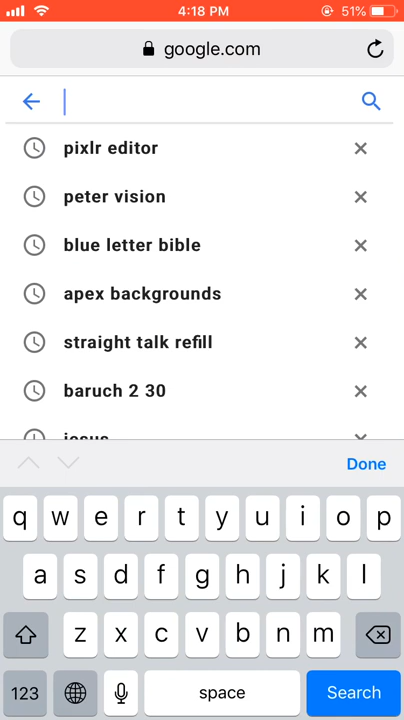 4:18 PM 51%
google.com
pixlr editor
peter vision
blue letter bible
apex backgrounds
straight talk refill
baruch 2 30
jesus
Done
q w e r t y u i o p
a s d f g h j k l
z x c v b n m
123 space Search